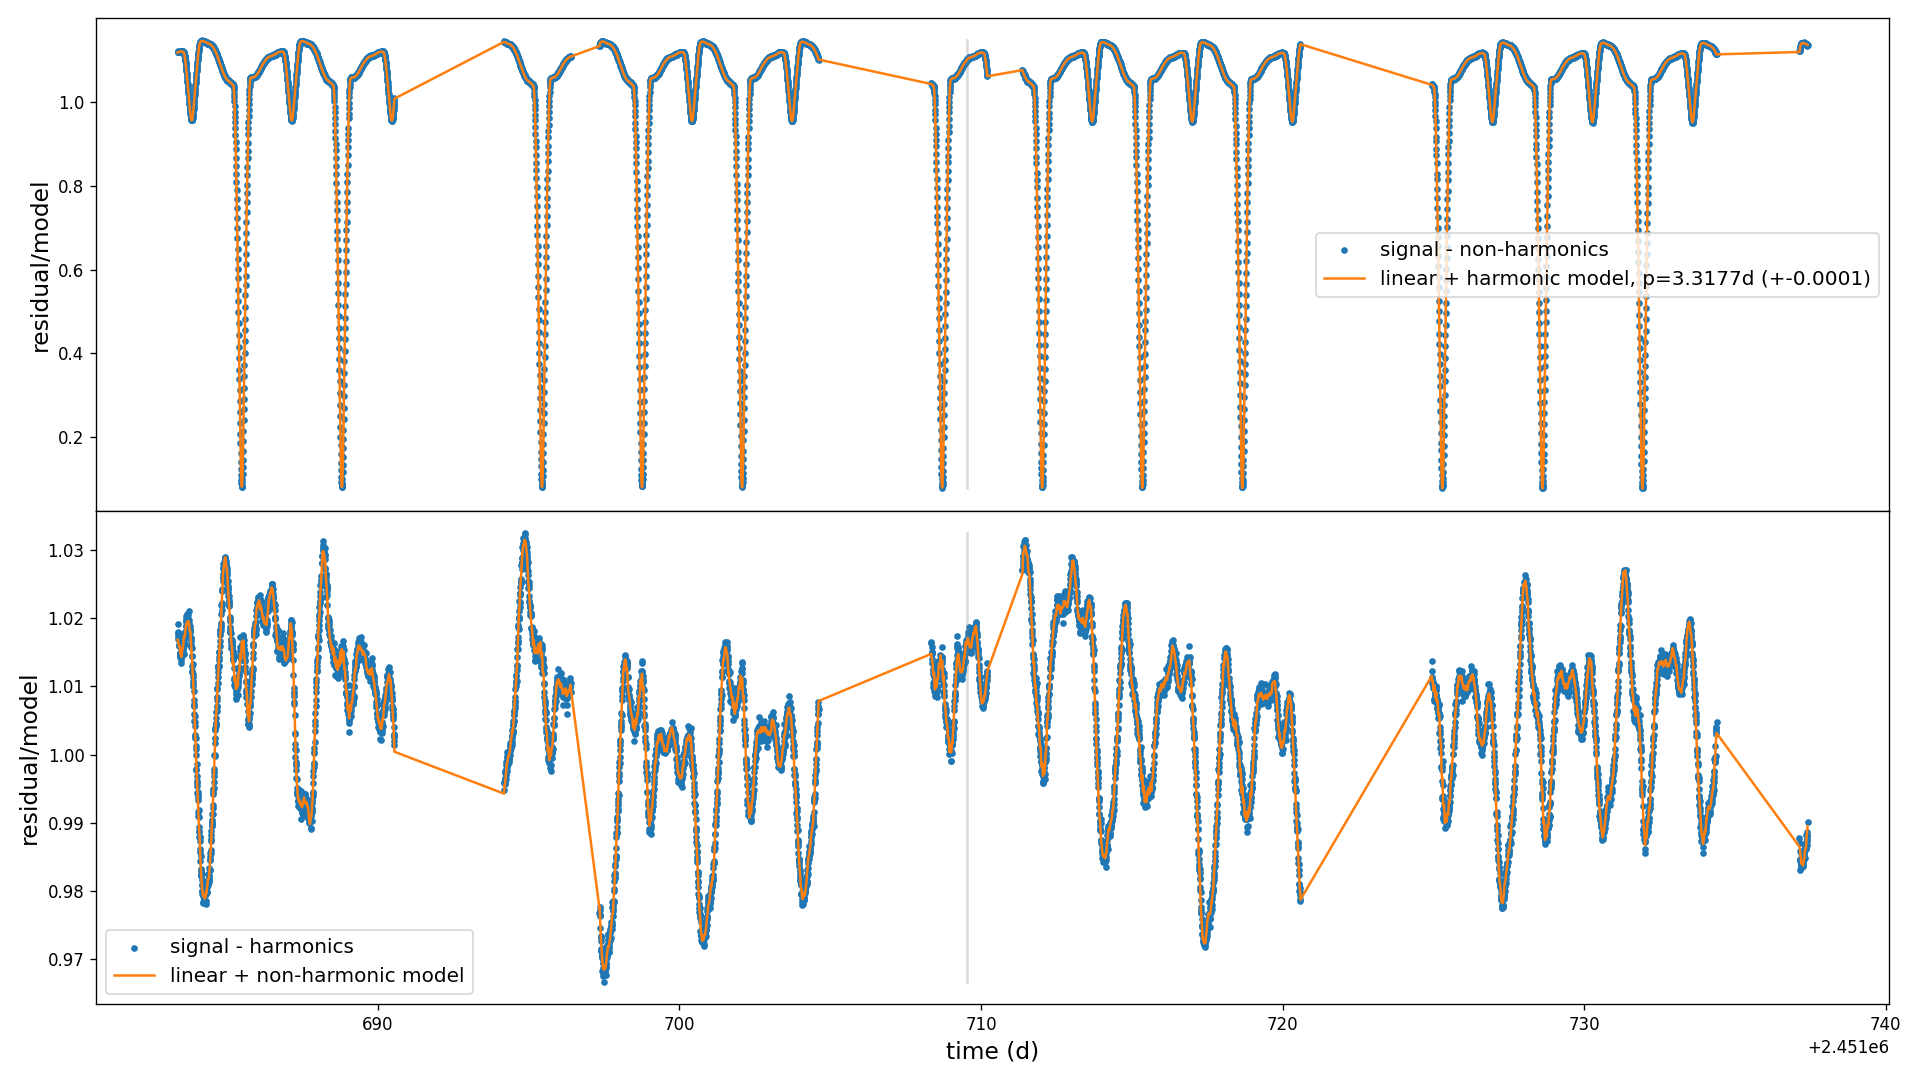 1.0
0.8
0.6
0.4
0.2
residual/model
signal - non-harmonics
linear + harmonic model, p=3.3177d (+-0.0001)
1.03
1.02
1.01
1.00
0.99
0.98
0.97
residual/model
signal - harmonics
linear + non-harmonic model
690
700
710
720
730
740
time (d)
+2.451e6